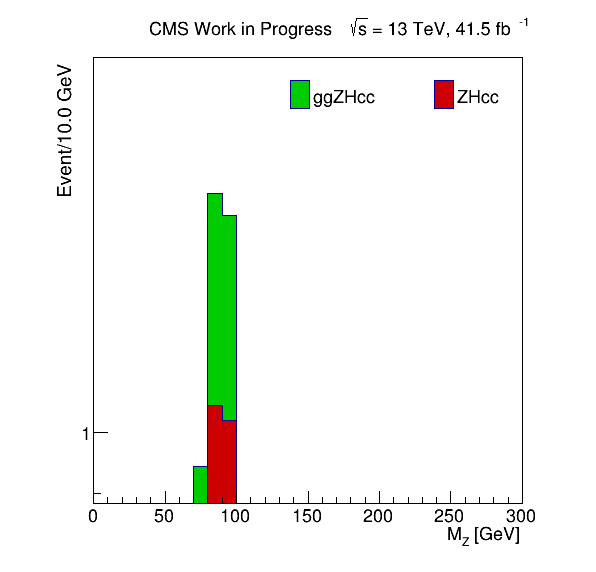 CMS Work in Progress √s = 13 TeV, 41.5 fb⁻¹
Event/10.0 GeV
ggZHcc ZHcc
1
0 50 100 150 200 250 300
M_Z [GeV]